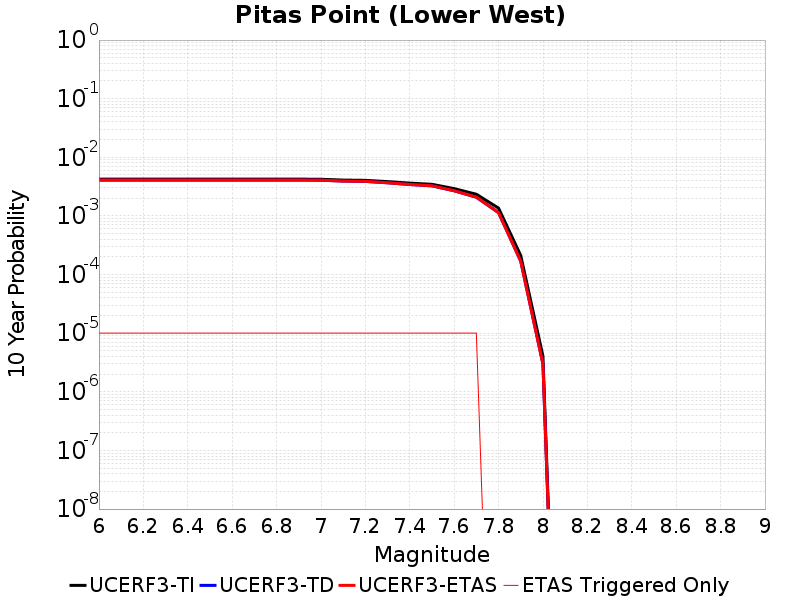 Pitas Point (Lower West)
10^0
10^-1
10^-2
10^-3
10^-4
10^-5
10^-6
10^-7
10^-8
10 Year Probability
6 6.2 6.4 6.6 6.8 7 7.2 7.4 7.6 7.8 8 8.2 8.4 8.6 8.8 9
Magnitude
UCERF3-TI UCERF3-TD UCERF3-ETAS ETAS Triggered Only